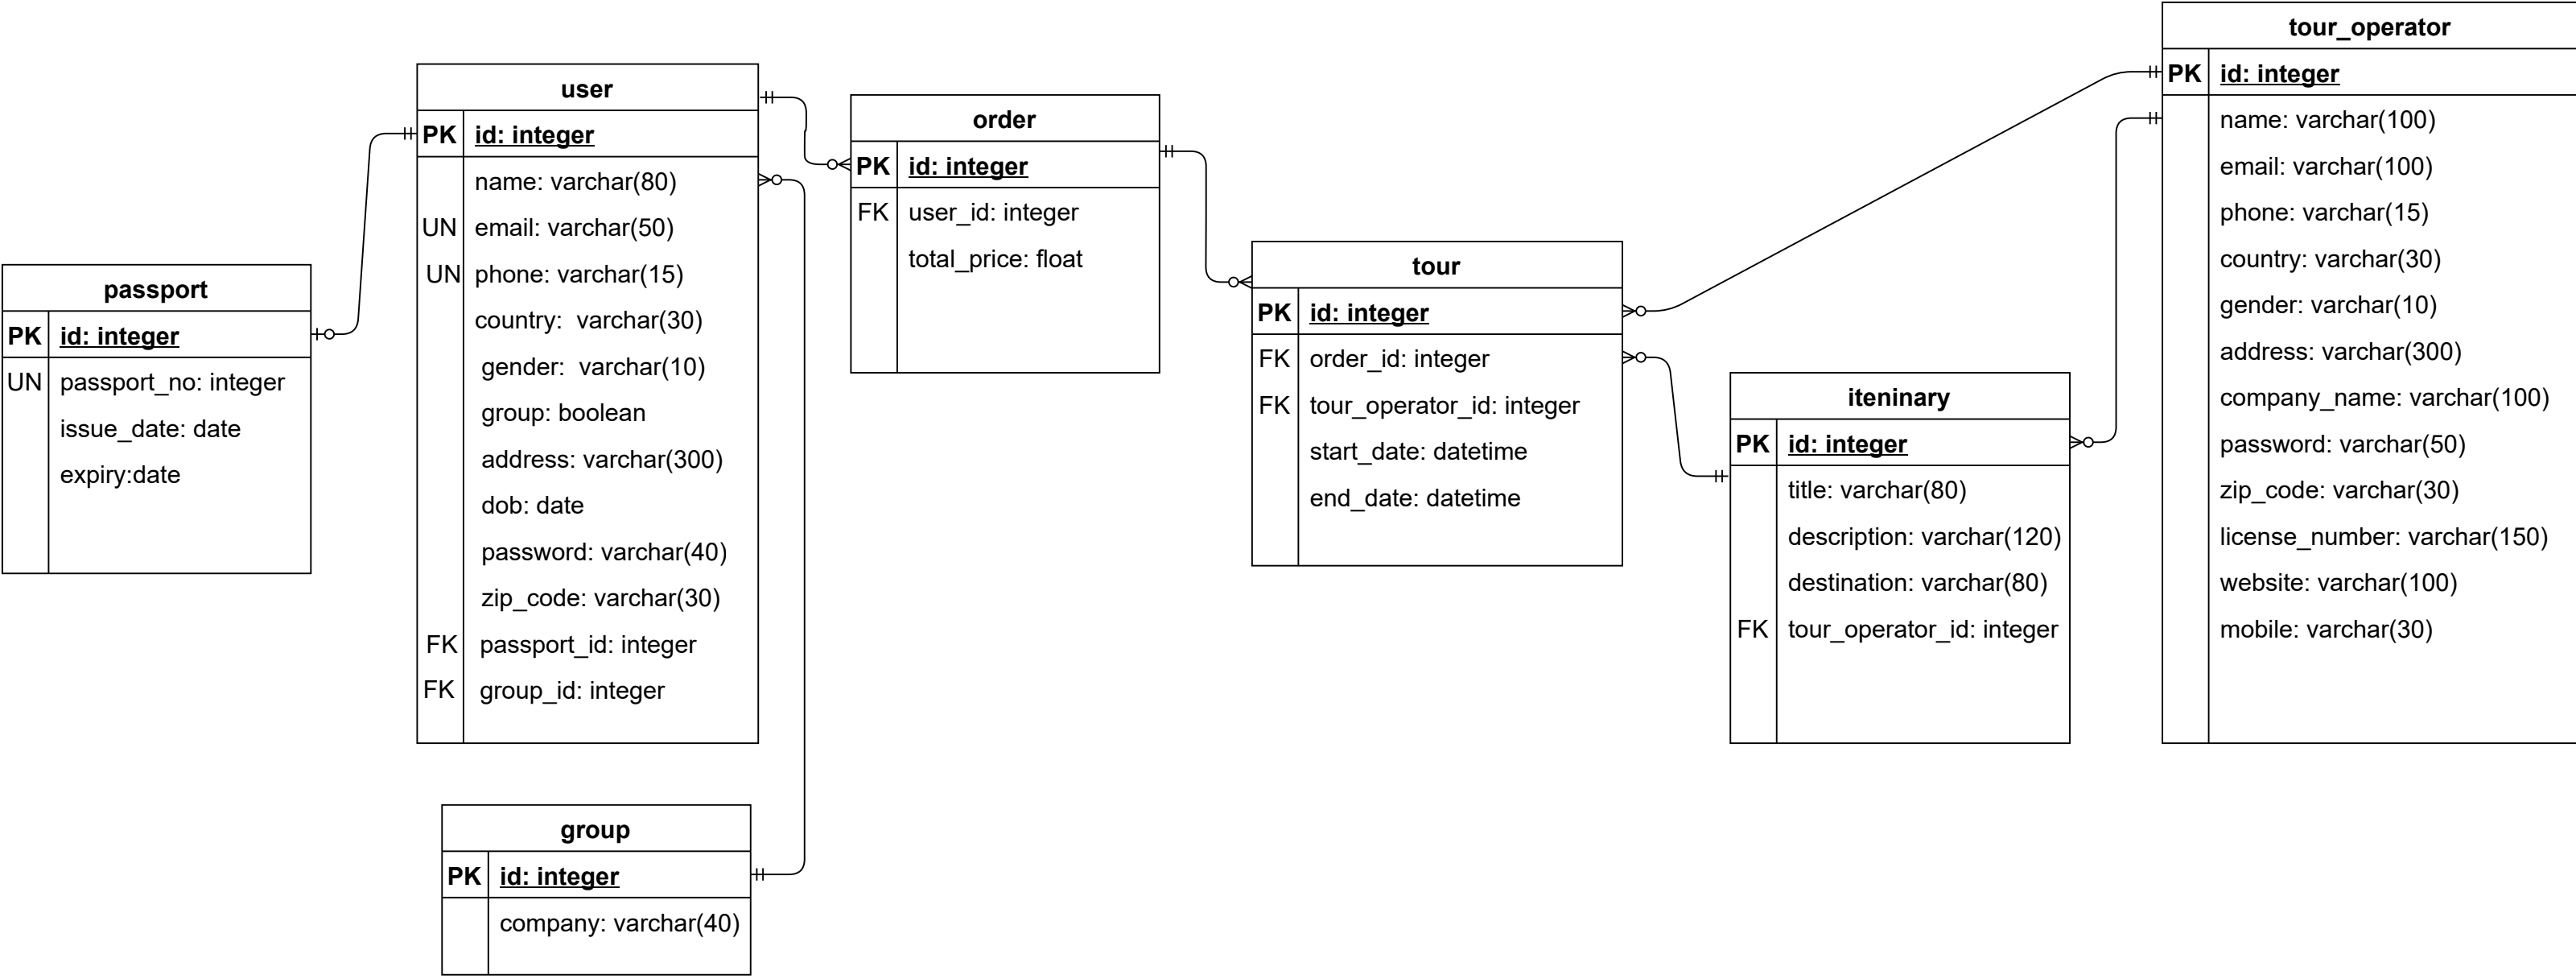 passport
PK id: integer
UN passport_no: integer
issue_date: date
expiry:date
user
PK id: integer
name: varchar(80)
UN email: varchar(50)
UN phone: varchar(15)
country: varchar(30)
gender: varchar(10)
group: boolean
address: varchar(300)
dob: date
password: varchar(40)
zip_code: varchar(30)
FK passport_id: integer
FK group_id: integer
group
PK id: integer
company: varchar(40)
order
PK id: integer
FK user_id: integer
total_price: float
tour
PK id: integer
FK order_id: integer
FK tour_operator_id: integer
start_date: datetime
end_date: datetime
iteninary
PK id: integer
title: varchar(80)
description: varchar(120)
destination: varchar(80)
FK tour_operator_id: integer
tour_operator
PK id: integer
name: varchar(100)
email: varchar(100)
phone: varchar(15)
country: varchar(30)
gender: varchar(10)
address: varchar(300)
company_name: varchar(100)
password: varchar(50)
zip_code: varchar(30)
license_number: varchar(150)
website: varchar(100)
mobile: varchar(30)